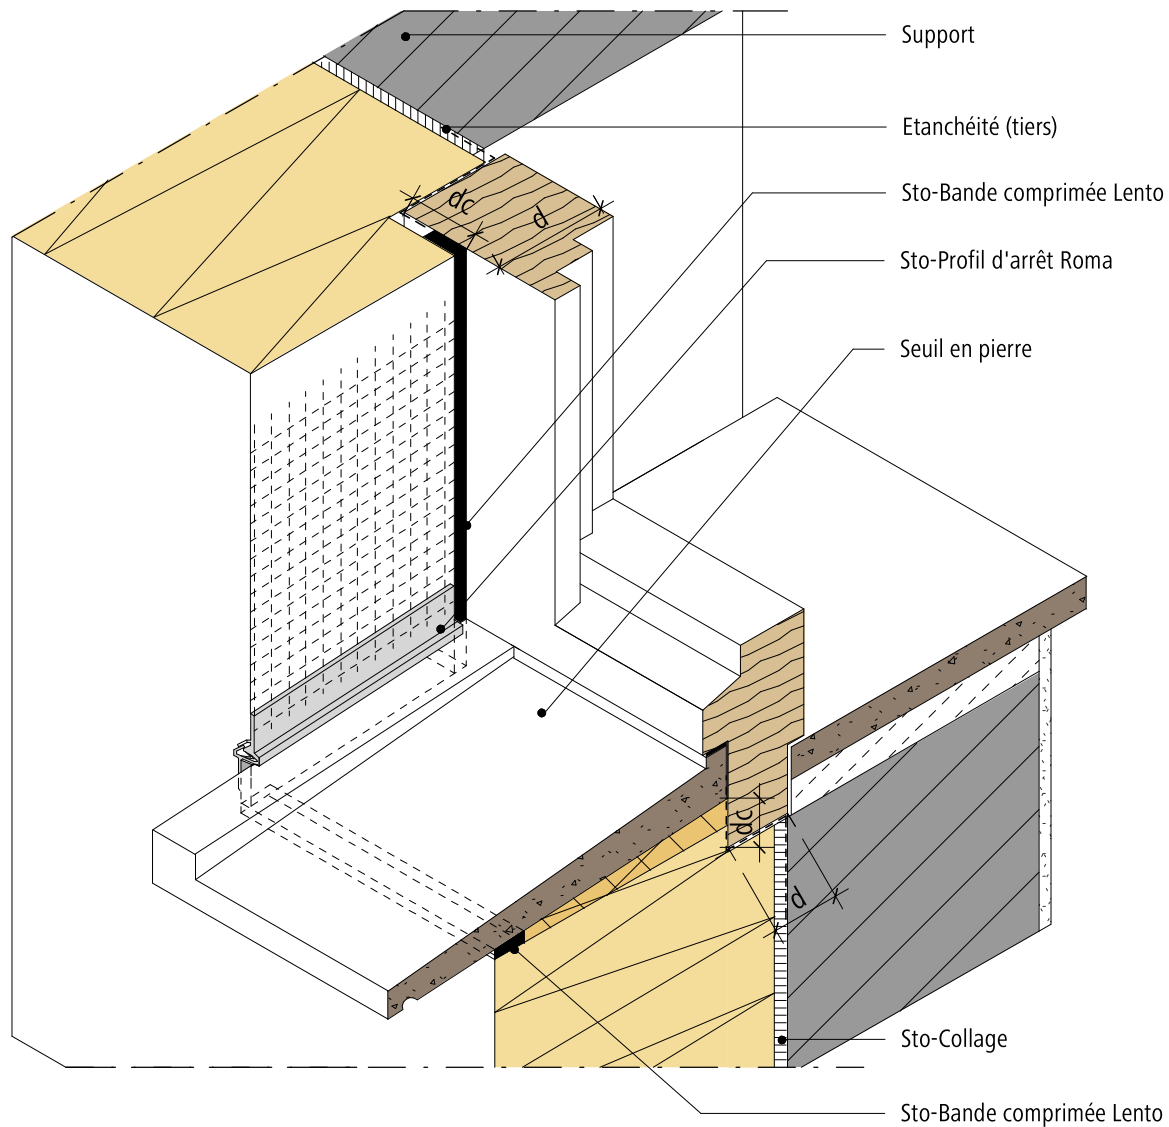 Support
Etanchéité (tiers)
Sto-Bande comprimée Lento
dc
d
Sto-Profil d'arrêt Roma
Seuil en pierre
dc
d
Sto-Collage
Sto-Bande comprimée Lento